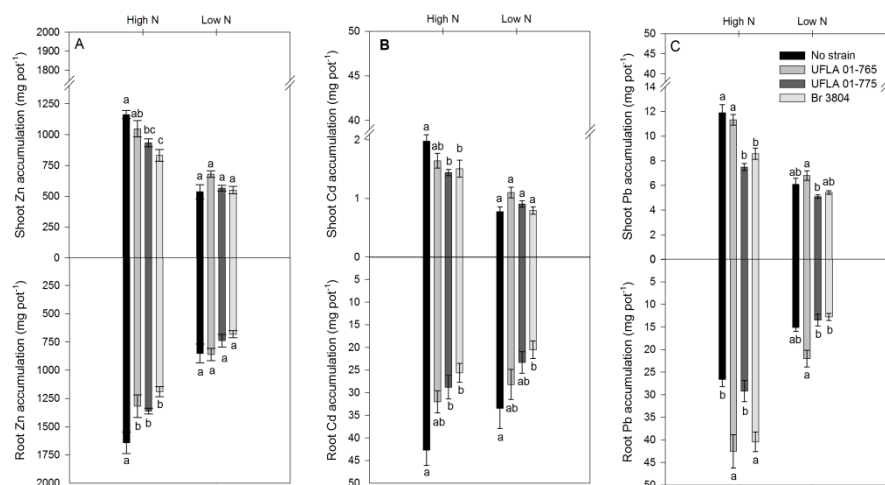 High N Low N
A
2000
1900
1800
1250
1000
750
500
250
0
250
500
750
1000
1250
1500
1750
2000
Shoot Zn accumulation (mg pot⁻¹)
Root Zn accumulation (mg pot⁻¹)
a ab bc c
a a a a
a b b b
a a a a
High N Low N
B
50
40
2
1
0
5
10
15
20
25
30
35
40
45
50
Shoot Cd accumulation (mg pot⁻¹)
Root Cd accumulation (mg pot⁻¹)
a ab b b
a a a a
a ab b b
a ab ab b
High N Low N
C
No strain
UFLA 01-765
UFLA 01-775
Br 3804
50
45
40
35
30
14
12
10
8
6
4
2
0
5
10
15
20
25
30
35
40
45
50
Shoot Pb accumulation (mg pot⁻¹)
Root Pb accumulation (mg pot⁻¹)
a a b b
ab a b ab
b a b a
b a b b